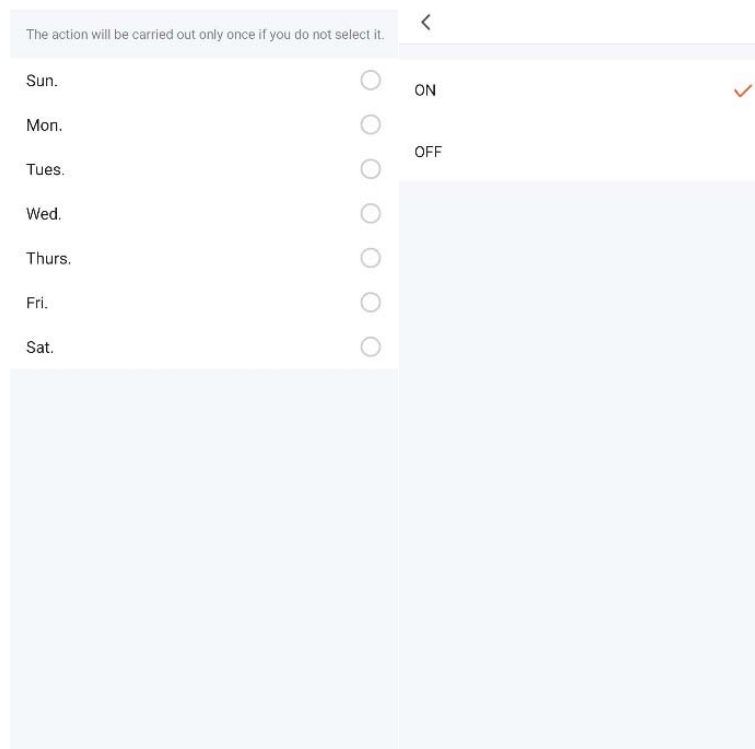 The action will be carried out only once if you do not select it.
Sun.
Mon.
Tues.
Wed.
Thurs.
Fri.
Sat.
ON
OFF